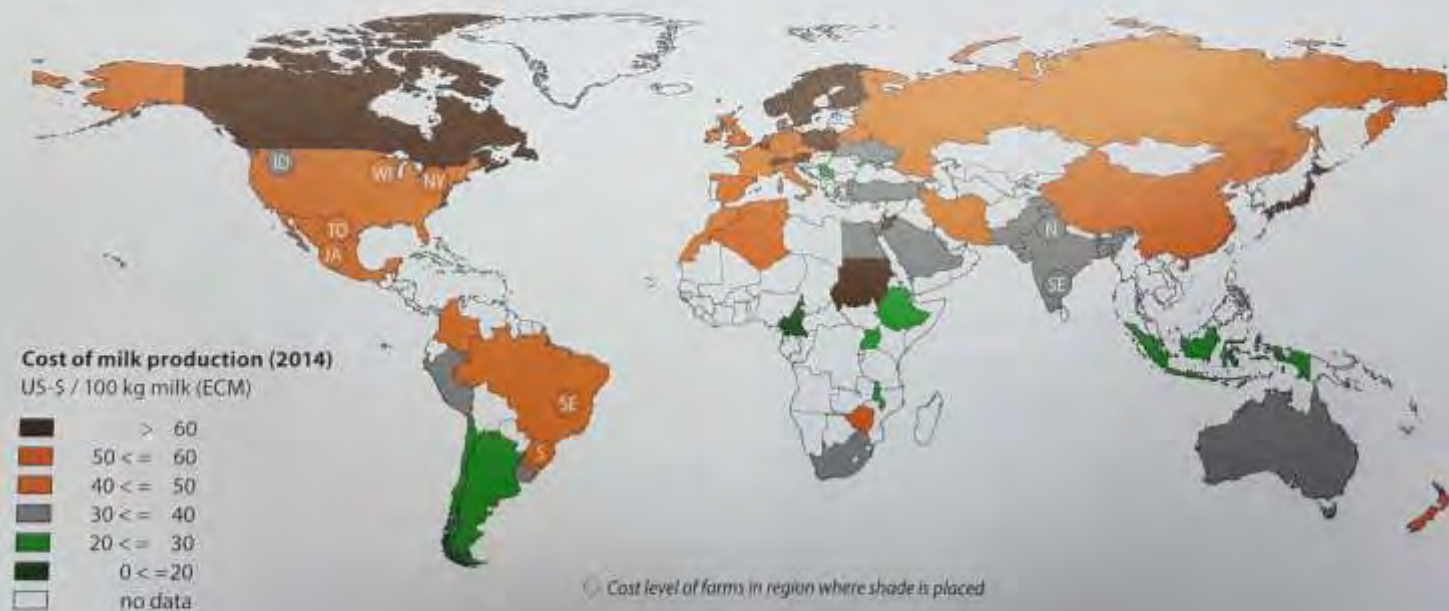 ID
WI
NY
TO
JA
N
SE
SE
S
Cost of milk production (2014)
US-$ / 100 kg milk (ECM)
> 60
50 < = 60
40 < = 50
30 < = 40
20 < = 30
0 < =20
no data
Cost level of farms in region where shade is placed